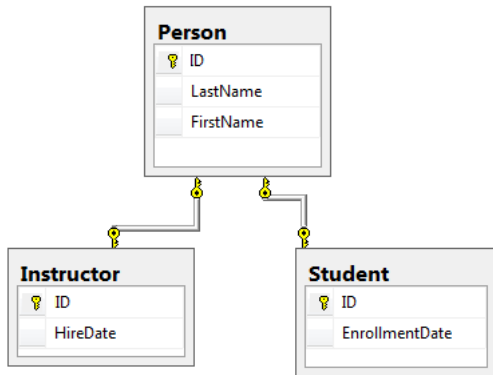 Person
ID
LastName
FirstName
Instructor
ID
HireDate
Student
ID
EnrollmentDate